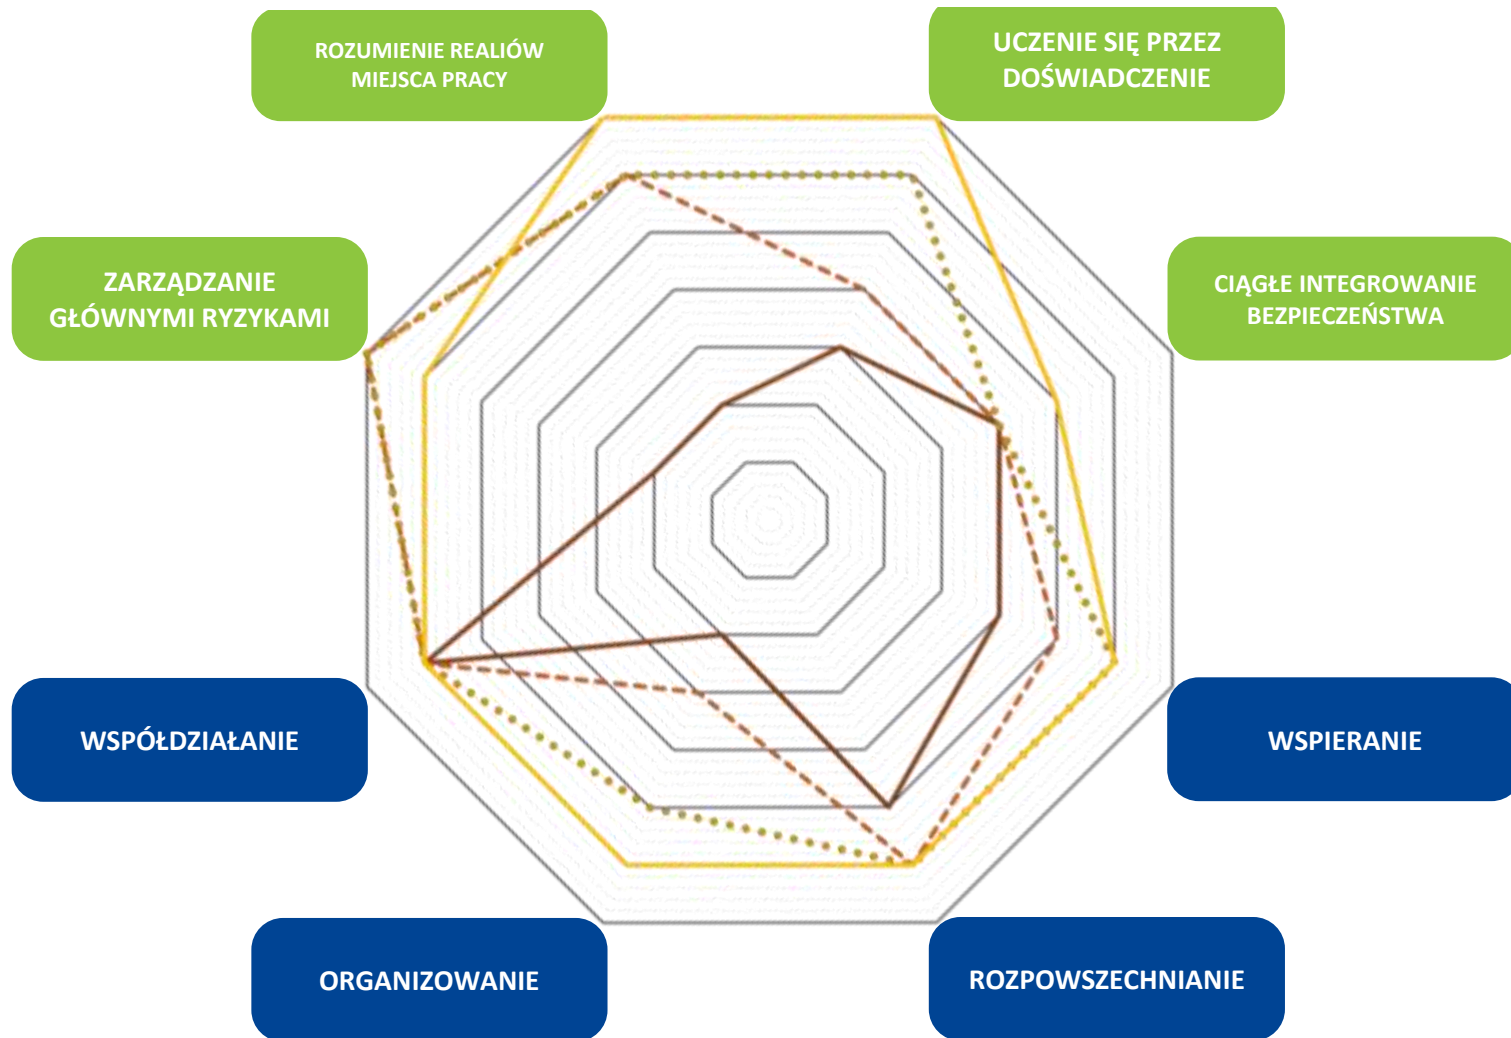 ROZUMIENIE REALIÓW
MIEJSCA PRACY
UCZENIE SIĘ PRZEZ
DOŚWIADCZENIE
ZARZĄDZANIE
GŁÓWNYMI RYZYKAMI
CIĄGŁE INTEGROWANIE
BEZPIECZEŃSTWA
WSPÓŁDZIAŁANIE
WSPIERANIE
ORGANIZOWANIE
ROZPOWSZECHNIANIE